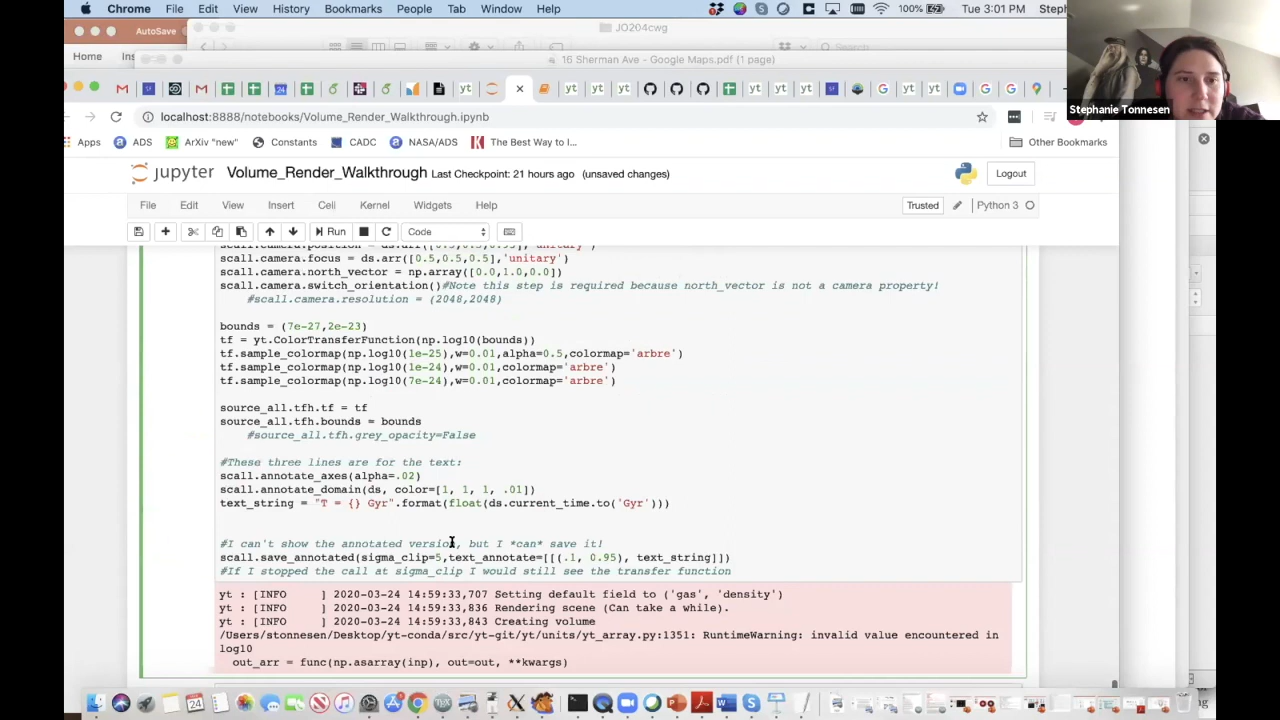 Chrome File Edit View History Bookmarks People Tab Window Help 100% Tue 3:01 PM Steph
AutoSave
JO204cwg
Home Ins
Search
16 Sherman Ave - Google Maps.pdf (1 page)
Stephanie Tonnesen
localhost:8888/notebooks/Volume_Render_Walkthrough.ipynb
Apps ADS ArXiv "new" Constants CADC NASA/ADS The Best Way to I... Other Bookmarks
jupyter Volume_Render_Walkthrough Last Checkpoint: 21 hours ago (unsaved changes) Logout
File Edit View Insert Cell Kernel Widgets Help Trusted Python 3
Run Code
scall.camera.focus = ds.arr([0.5,0.5,0.5],'unitary')
scall.camera.north_vector = np.array([0.0,1.0,0.0])
scall.camera.switch_orientation()#Note this step is required because north_vector is not a camera property!
#scall.camera.resolution = (2048,2048)
bounds = (7e-27,2e-23)
tf = yt.ColorTransferFunction(np.log10(bounds))
tf.sample_colormap(np.log10(1e-25),w=0.01,alpha=0.5,colormap='arbre')
tf.sample_colormap(np.log10(1e-24),w=0.01,colormap='arbre')
tf.sample_colormap(np.log10(7e-24),w=0.01,colormap='arbre')
source_all.tfh.tf = tf
source_all.tfh.bounds = bounds
#source_all.tfh.grey_opacity=False
#These three lines are for the text:
scall.annotate_axes(alpha=.02)
scall.annotate_domain(ds, color=[1, 1, 1, .01])
text_string = "T = {} Gyr".format(float(ds.current_time.to('Gyr')))
#I can't show the annotated version, but I *can* save it!
scall.save_annotated(sigma_clip=5,text_annotate=[[(.1, 0.95), text_string]])
#If I stopped the call at sigma_clip I would still see the transfer function
yt : [INFO ] 2020-03-24 14:59:33,707 Setting default field to ('gas', 'density')
yt : [INFO ] 2020-03-24 14:59:33,836 Rendering scene (Can take a while).
yt : [INFO ] 2020-03-24 14:59:33,843 Creating volume
/Users/stonnesen/Desktop/yt-conda/src/yt-git/yt/units/yt_array.py:1351: RuntimeWarning: invalid value encountered in
log10
out_arr = func(np.asarray(inp), out=out, **kwargs)